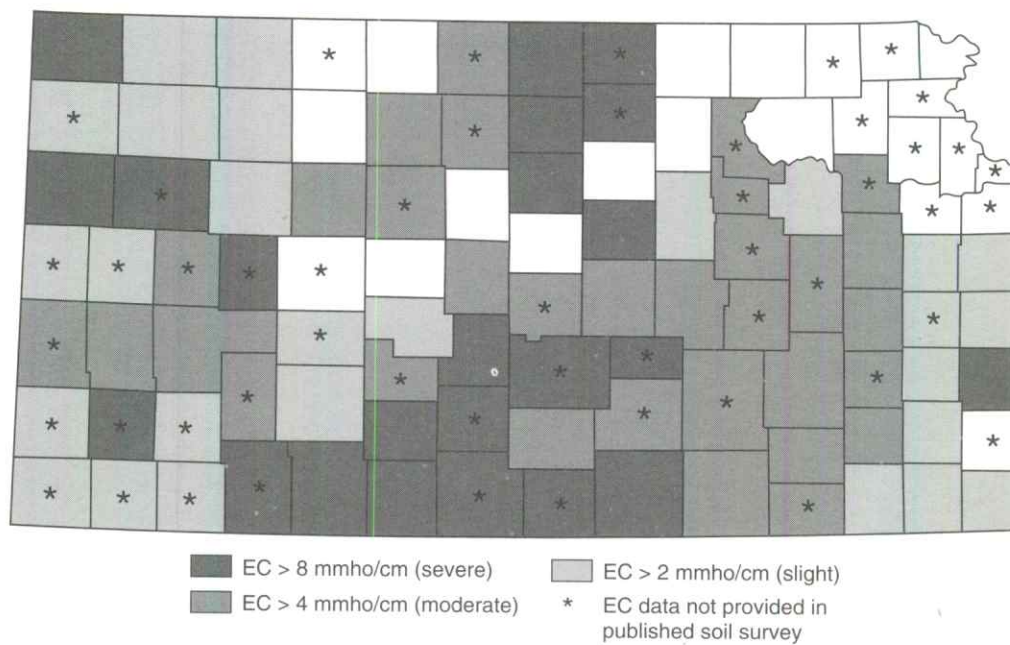 EC > 8 mmho/cm (severe)
EC > 2 mmho/cm (slight)
EC > 4 mmho/cm (moderate)
* EC data not provided in
published soil survey